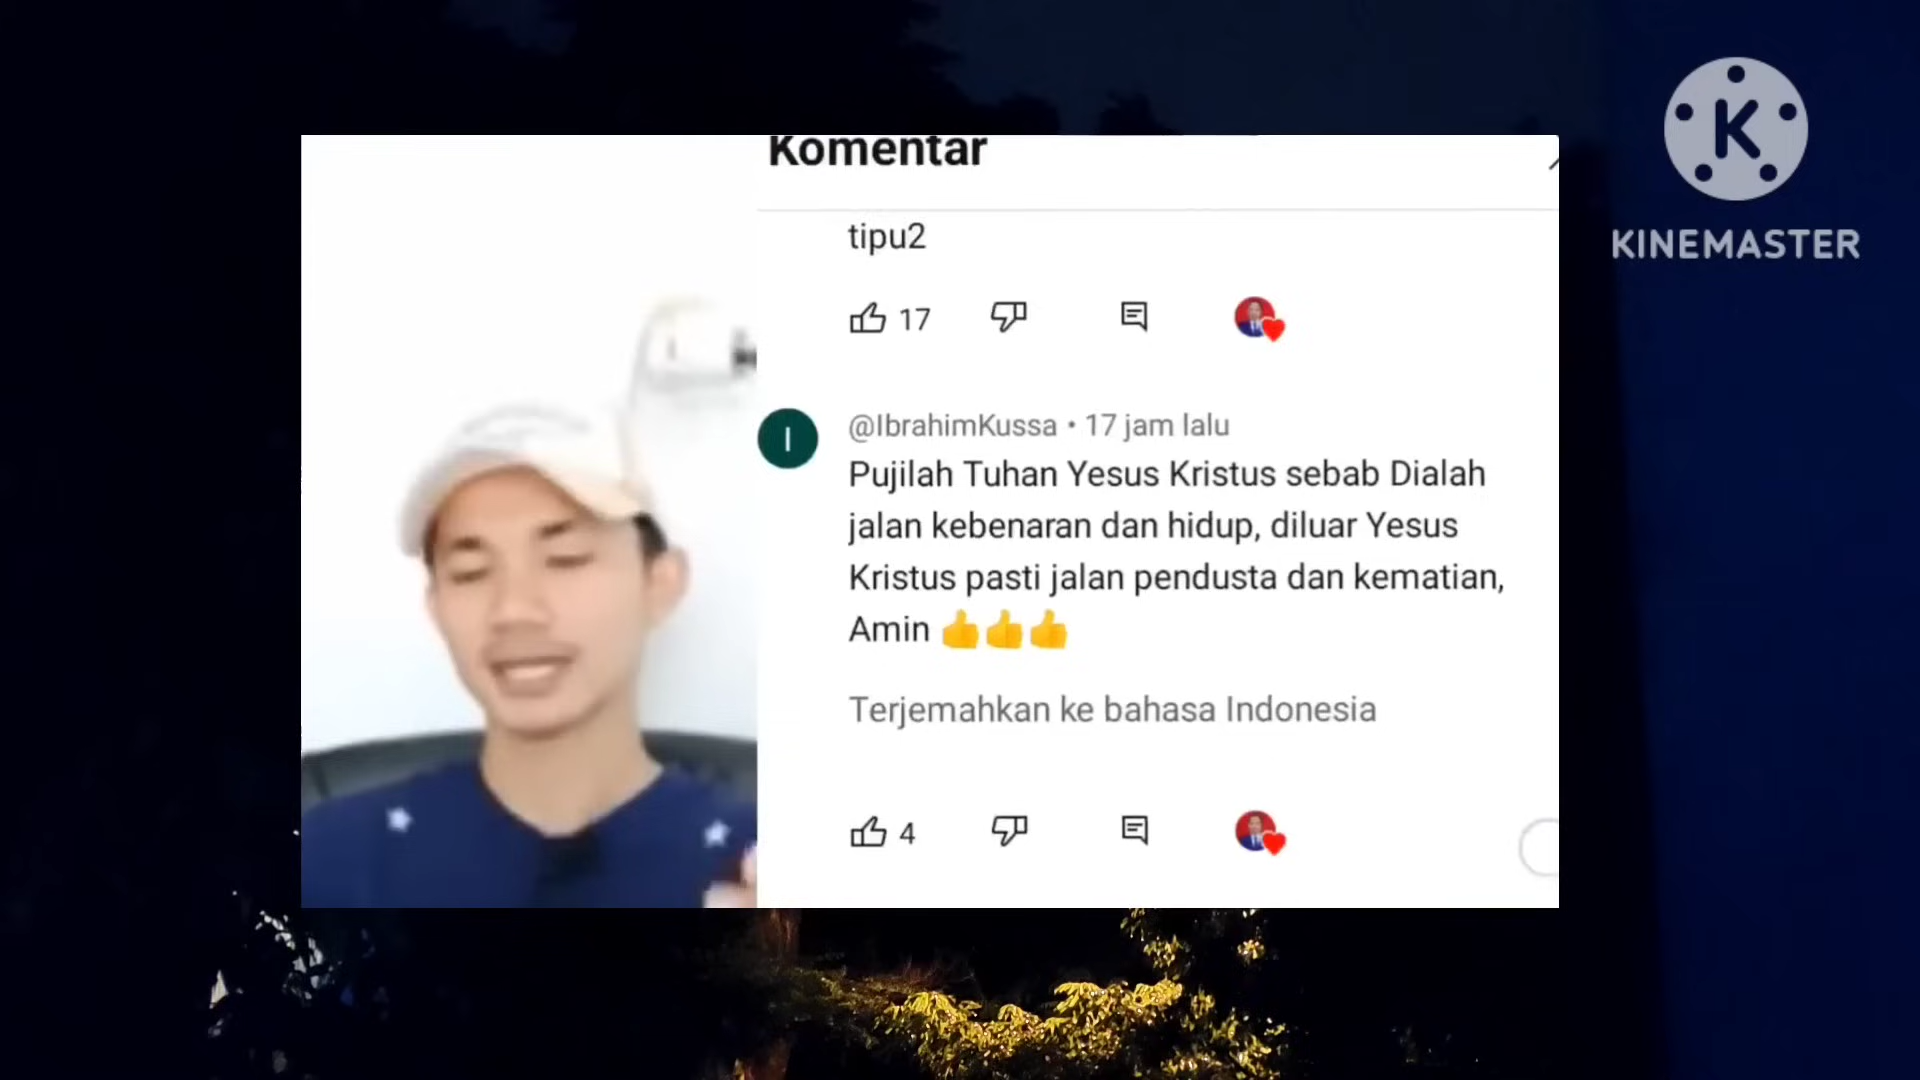 KINEMASTER
Komentar
tipu2
17
@IbrahimKussa • 17 jam lalu
Pujilah Tuhan Yesus Kristus sebab Dialah
jalan kebenaran dan hidup, diluar Yesus
Kristus pasti jalan pendusta dan kematian,
Amin 👍👍👍
Terjemahkan ke bahasa Indonesia
4